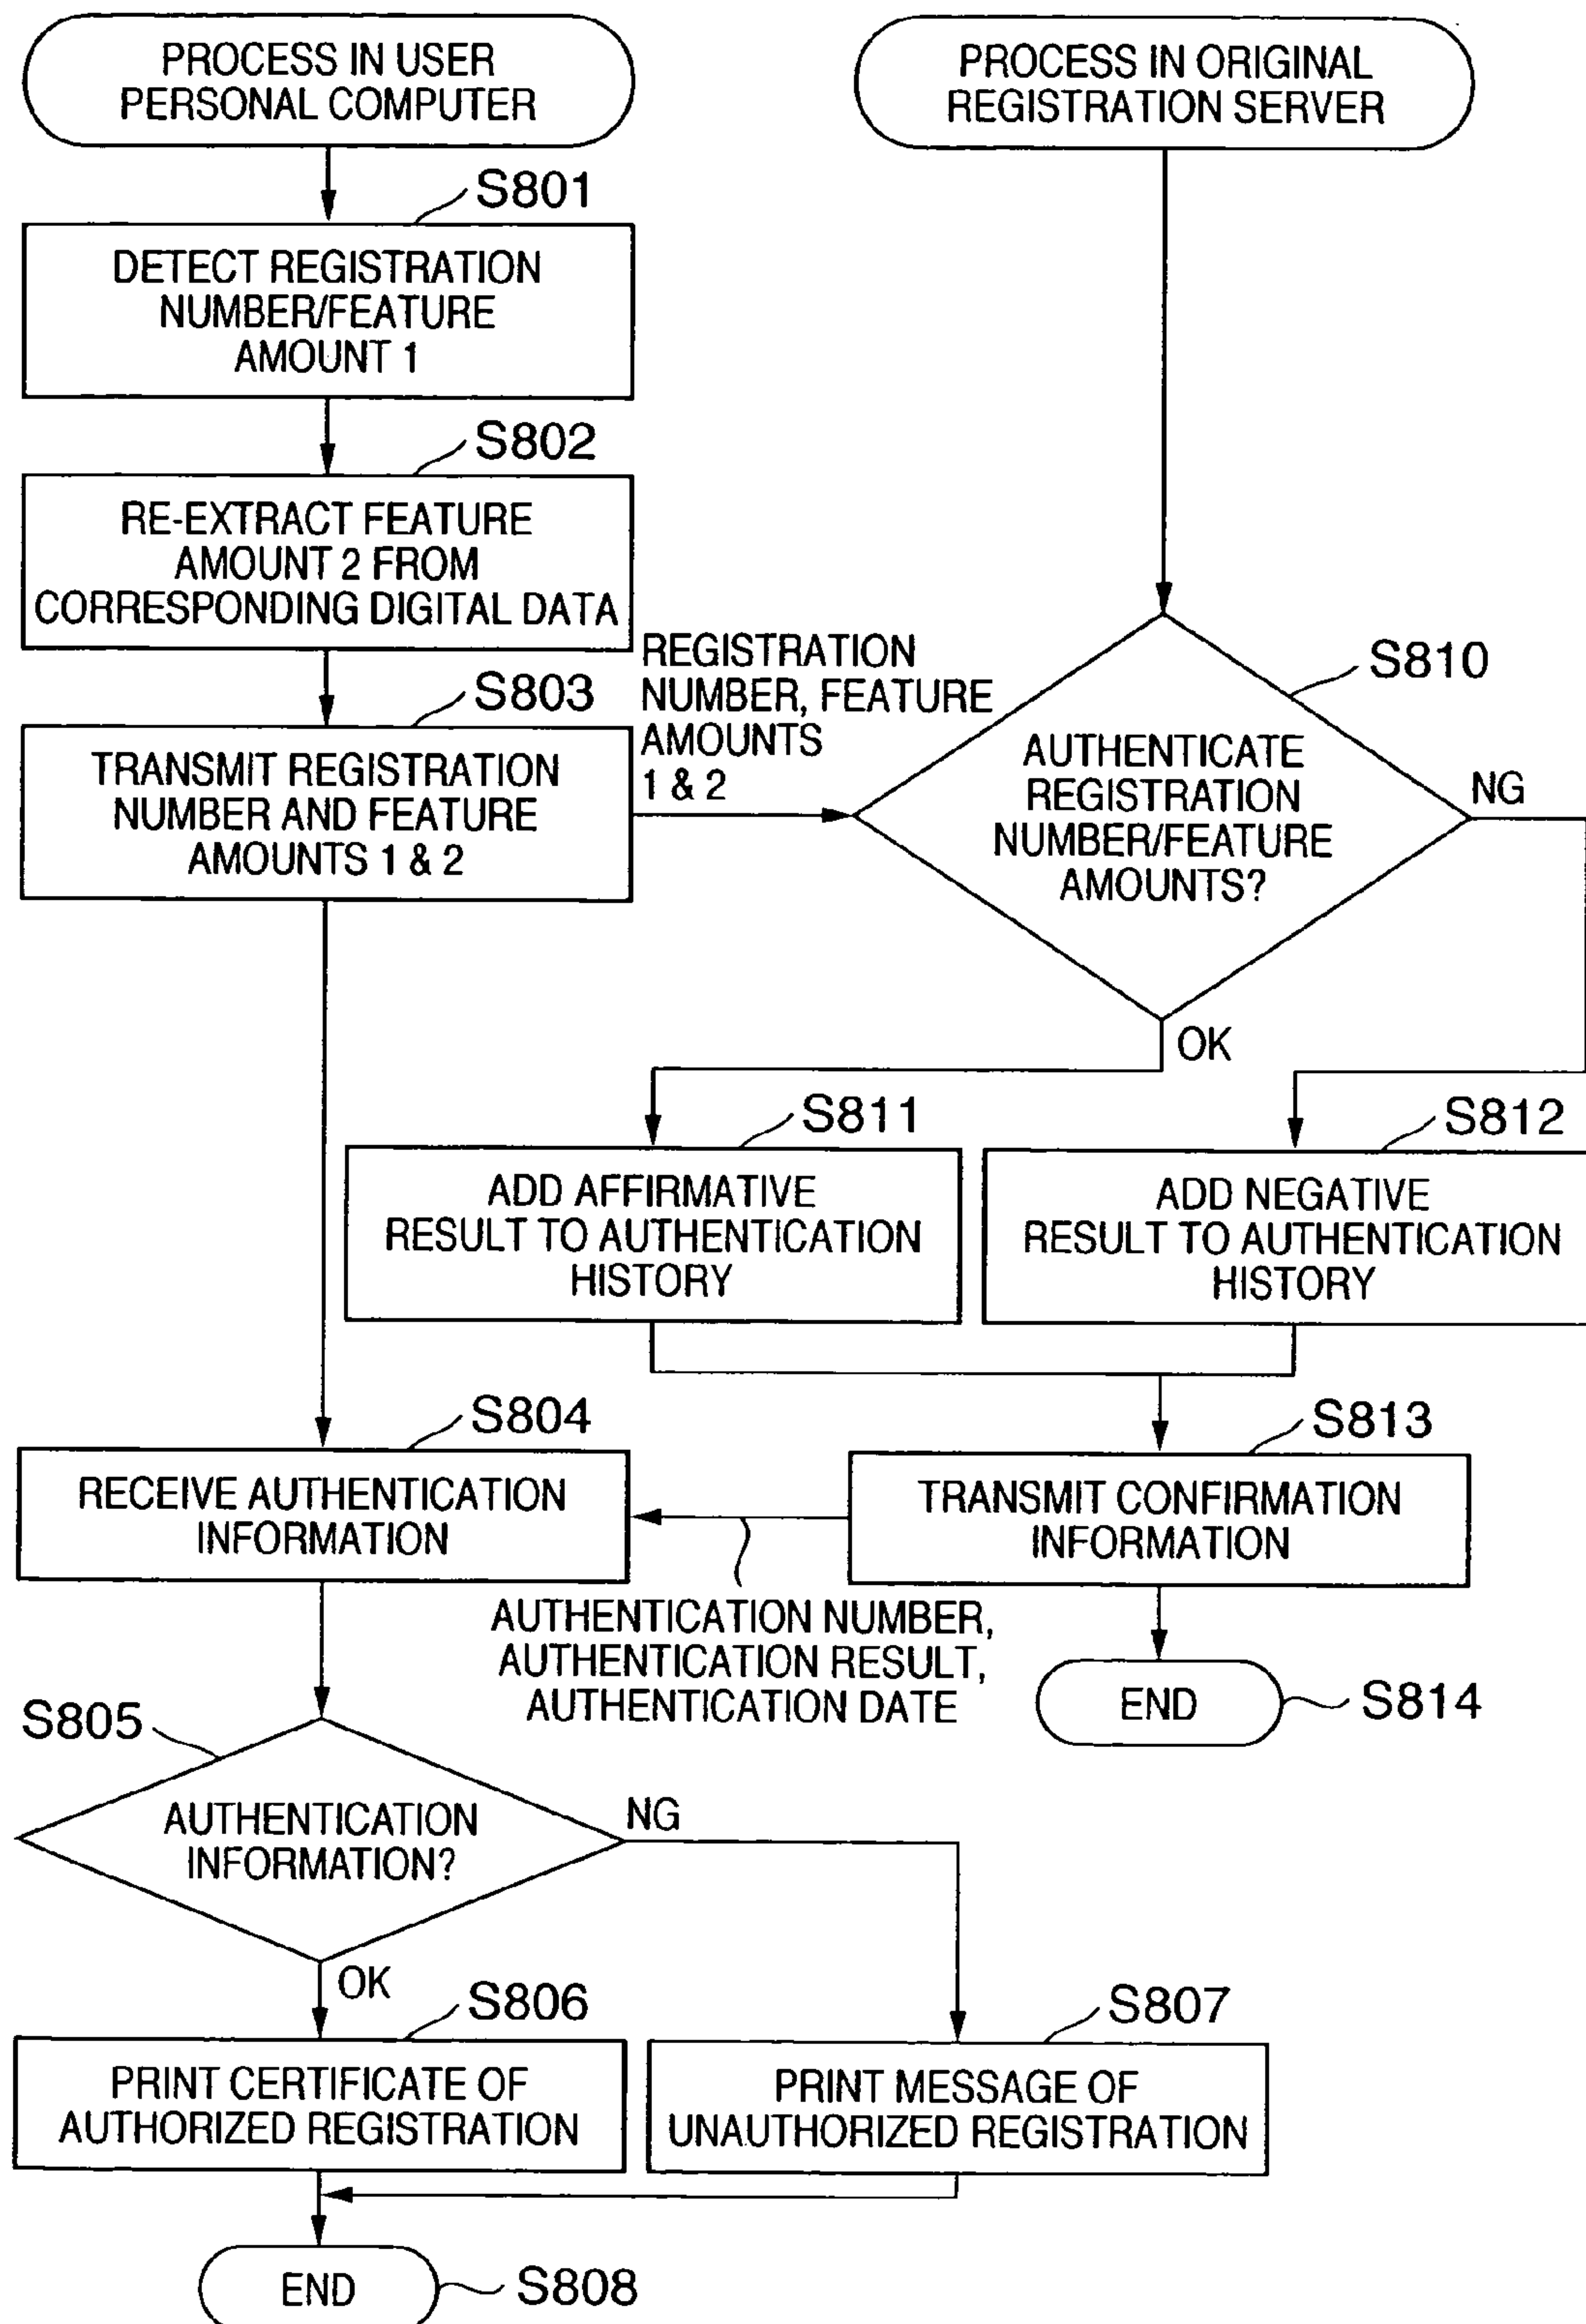 PROCESS IN USER
PERSONAL COMPUTER
PROCESS IN ORIGINAL
REGISTRATION SERVER
S801
DETECT REGISTRATION
NUMBER/FEATURE
AMOUNT 1
S802
RE-EXTRACT FEATURE
AMOUNT 2 FROM
CORRESPONDING DIGITAL DATA
S803
TRANSMIT REGISTRATION
NUMBER AND FEATURE
AMOUNTS 1 & 2
REGISTRATION
NUMBER, FEATURE
AMOUNTS
1 & 2
S810
AUTHENTICATE
REGISTRATION
NUMBER/FEATURE
AMOUNTS?
NG
OK
S811
ADD AFFIRMATIVE
RESULT TO AUTHENTICATION
HISTORY
S812
ADD NEGATIVE
RESULT TO AUTHENTICATION
HISTORY
S804
RECEIVE AUTHENTICATION
INFORMATION
S813
TRANSMIT CONFIRMATION
INFORMATION
AUTHENTICATION NUMBER,
AUTHENTICATION RESULT,
AUTHENTICATION DATE
END
S814
S805
AUTHENTICATION
INFORMATION?
NG
OK
S806
PRINT CERTIFICATE OF
AUTHORIZED REGISTRATION
S807
PRINT MESSAGE OF
UNAUTHORIZED REGISTRATION
END
S808